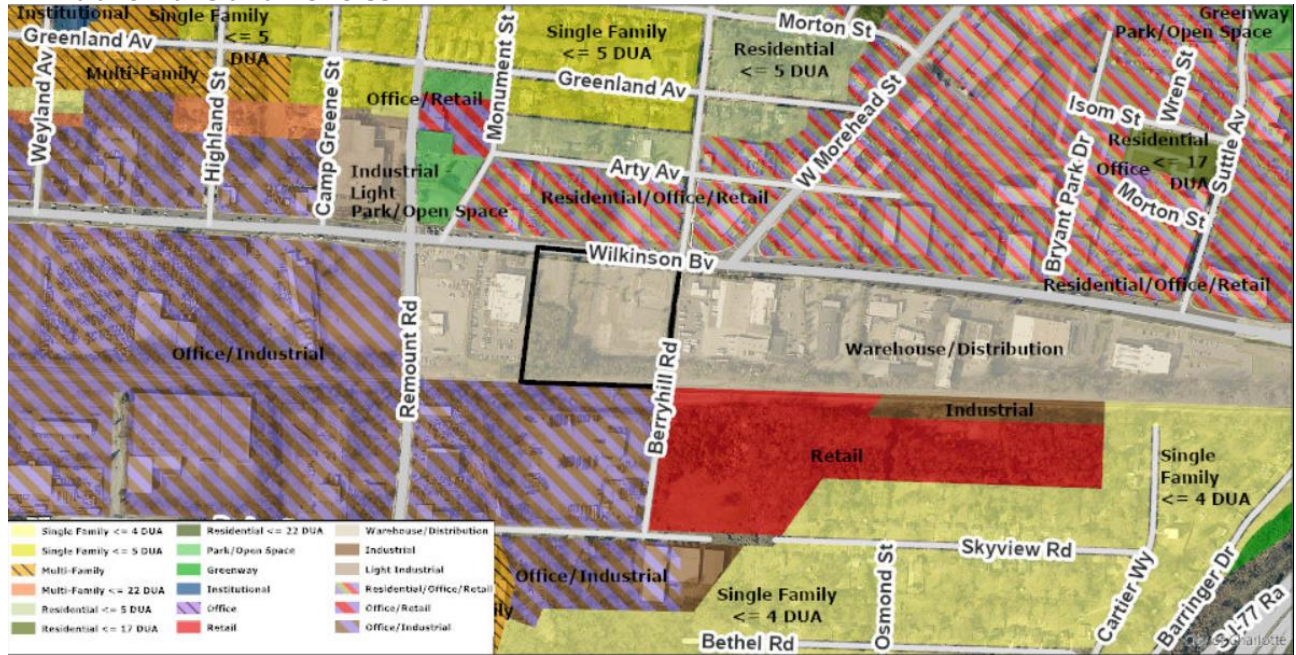 Institutional
Single Family
<= 5
DUA
Greenland Av
Multi-Family
Weyland Av
Highland St
Camp Greene St
Office/Retail
Monument St
Single Family
<= 5 DUA
Greenland Av
Morton St
Residential
<= 5 DUA
W Morehead St
Greenway
Park/Open Space
Isom St
Wren St
Suttle Av
Residential
<= 17
DUA
Office
Bryant Park Dr
Morton St
Industrial -
Light
Park/Open Space
Arty Av
Residential/Office/Retail
Wilkinson Bv
Residential/Office/Retail
Office/Industrial
Remount Rd
Berryhill Rd
Warehouse/Distribution
Industrial
Retail
Single
Family
<= 4 DUA
Skyview Rd
Office/Industrial
Single Family
<= 4 DUA
Osmond St
Cartier Wy
Barringer Dr
S I-77 Ra
Bethel Rd
Single Family <= 4 DUA
Single Family <= 5 DUA
Multi-Family
Multi-Family <= 22 DUA
Residential <= 5 DUA
Residential <= 17 DUA
Residential <= 22 DUA
Park/Open Space
Greenway
Institutional
Office
Retail
Warehouse/Distribution
Industrial
Light Industrial
Residential/Office/Retail
Office/Retail
Office/Industrial